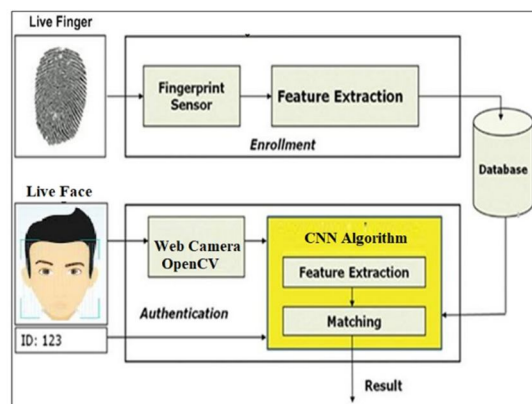 Live Finger
Fingerprint
Sensor
Feature Extraction
Enrollment
Database
Live Face
Web Camera
OpenCV
CNN Algorithm
Feature Extraction
Matching
Authentication
ID: 123
Result